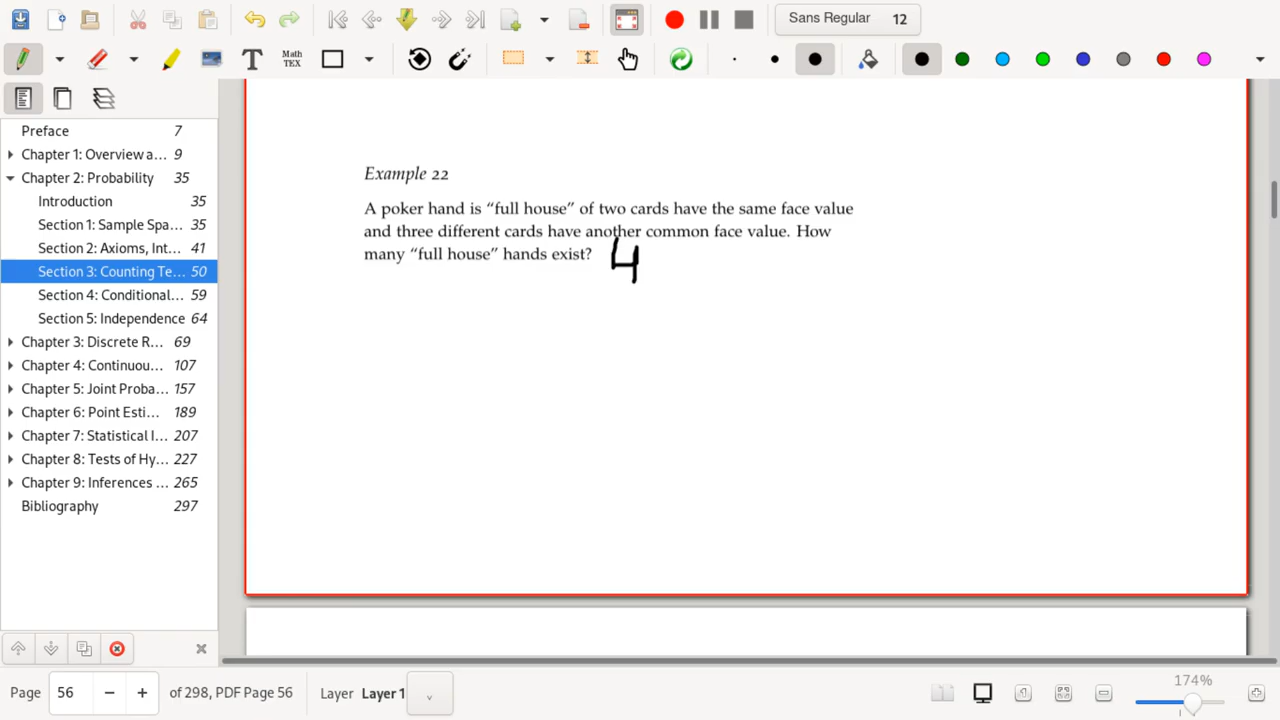 Sans Regular 12
Math
TEX
Preface 7
Chapter 1: Overview a... 9
Chapter 2: Probability 35
Introduction 35
Section 1: Sample Spa... 35
Section 2: Axioms, Int... 41
Section 3: Counting Te... 50
Section 4: Conditional... 59
Section 5: Independence 64
Chapter 3: Discrete R... 69
Chapter 4: Continuou... 107
Chapter 5: Joint Proba... 157
Chapter 6: Point Esti... 189
Chapter 7: Statistical I... 207
Chapter 8: Tests of Hy... 227
Chapter 9: Inferences ... 265
Bibliography 297
Example 22
A poker hand is “full house” of two cards have the same face value
and three different cards have another common face value. How
many “full house” hands exist? 4
Page 56 of 298, PDF Page 56 Layer Layer 1 174%